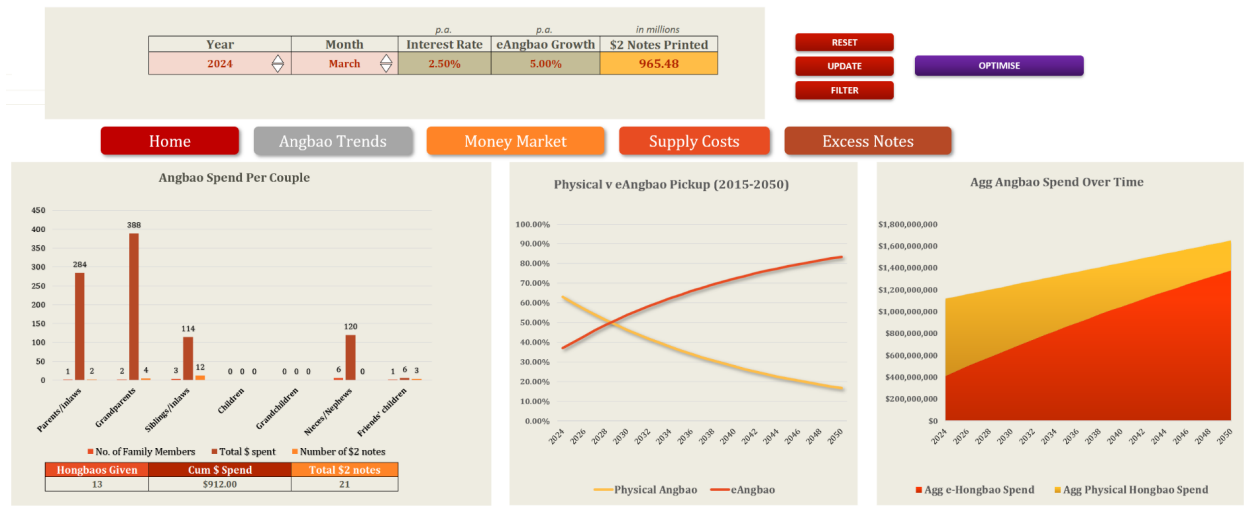 p.a. p.a. in millions
Year Month Interest Rate eAngbao Growth $2 Notes Printed
2024 March 2.50% 5.00% 965.48
RESET
UPDATE
FILTER
OPTIMISE
Home Angbao Trends Money Market Supply Costs Excess Notes
Angbao Spend Per Couple
450
400
350
300
250
200
150
100
50
0
1 284 2
2 388 4
3 114 12
0 0 0
0 0 0
6 120 0
1 6 3
Parents/inlaws
Grandparents
Siblings/inlaws
Children
Grandchildren
Nieces/Nephews
Friends' children
No. of Family Members Total $ spent Number of $2 notes
Hongbaos Given Cum $ Spend Total $2 notes
13 $912.00 21
Physical v eAngbao Pickup (2015-2050)
100.00%
90.00%
80.00%
70.00%
60.00%
50.00%
40.00%
30.00%
20.00%
10.00%
0.00%
2024 2026 2028 2030 2032 2034 2036 2038 2040 2042 2044 2046 2048 2050
Physical Angbao eAngbao
Agg Angbao Spend Over Time
$1,800,000,000
$1,600,000,000
$1,400,000,000
$1,200,000,000
$1,000,000,000
$800,000,000
$600,000,000
$400,000,000
$200,000,000
$0
2024 2026 2028 2030 2032 2034 2036 2038 2040 2042 2044 2046 2048 2050
Agg e-Hongbao Spend Agg Physical Hongbao Spend